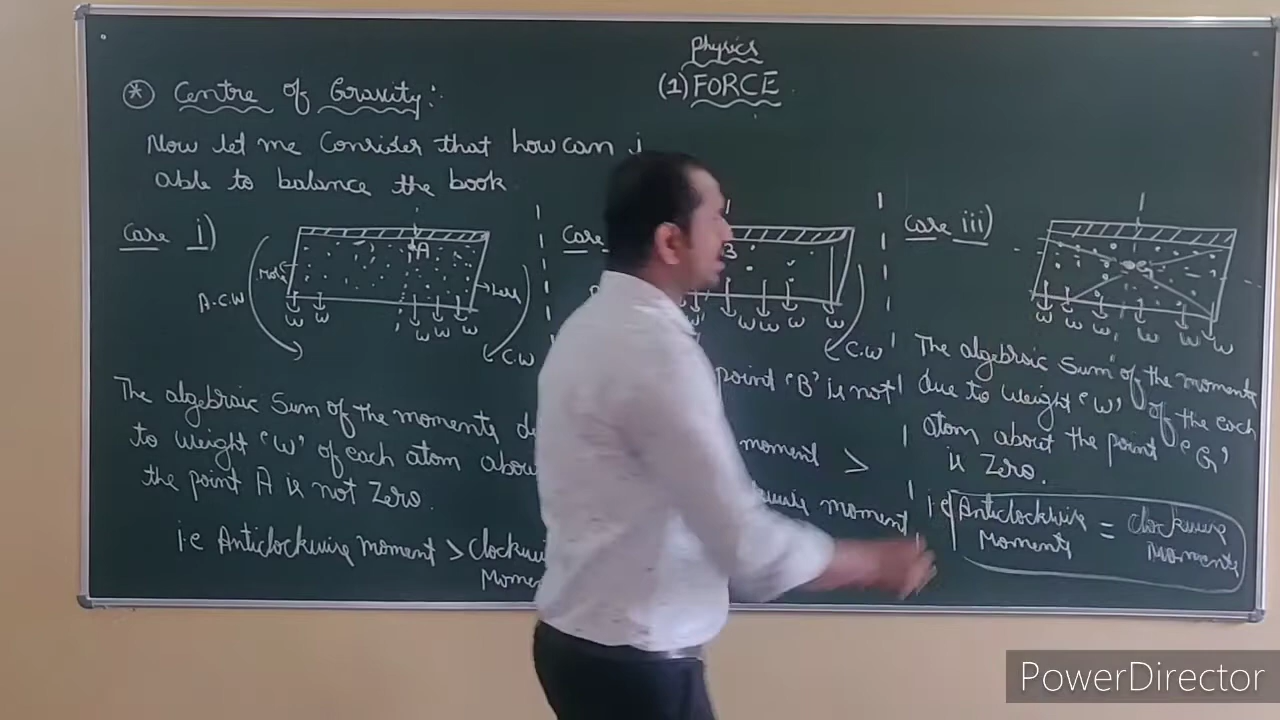 Physics
(1) FORCE
* Centre of Gravity:
Now let me Consider that how can i
able to balance the book
Case i)
A
More
Less
A.C.W
C.W
W W W W W W
The algebraic Sum of the moments
to weight 'W' of each atom
the point A is not Zero.
i.e Anticlockwise moment >
Case
B
W W W W
C.W
point 'B' is not
moment >
moment
Case iii)
G
W W W W W W
The algebraic Sum of the moments
due to weight 'W' of the each
atom about the point 'G'
is Zero.
i.e Anticlockwise = Clockwise
Moments Moments
PowerDirector